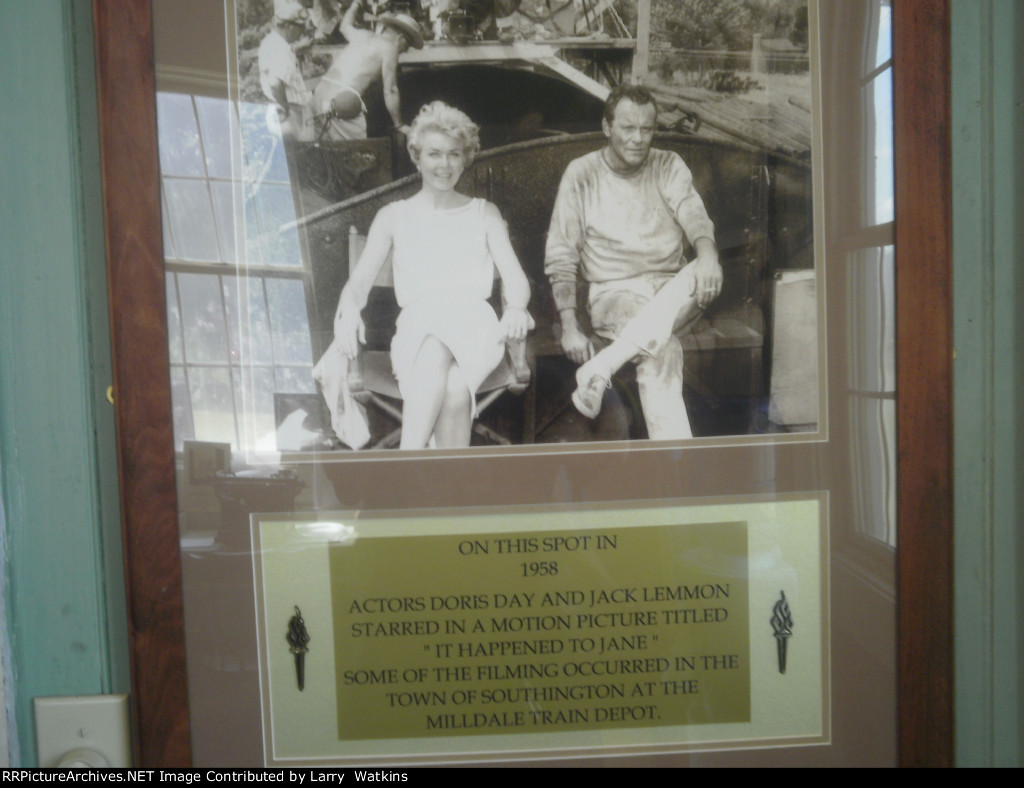 ON THIS SPOT IN
1958
ACTORS DORIS DAY AND JACK LEMMON
STARRED IN A MOTION PICTURE TITLED
" IT HAPPENED TO JANE "
SOME OF THE FILMING OCCURRED IN THE
TOWN OF SOUTHINGTON AT THE
MILLDALE TRAIN DEPOT.
RRPictureArchives.NET Image Contributed by Larry Watkins